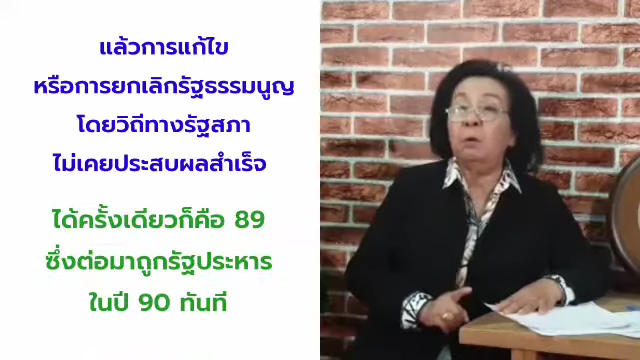 แล้วการแก้ไข
หรือการยกเลิกรัฐธรรมนูญ
โดยวิถีทางรัฐสภา
ไม่เคยประสบผลสำเร็จ
ได้ครั้งเดียวก็คือ 89
ซึ่งต่อมาถูกรัฐประหาร
ในปี 90 ทันที